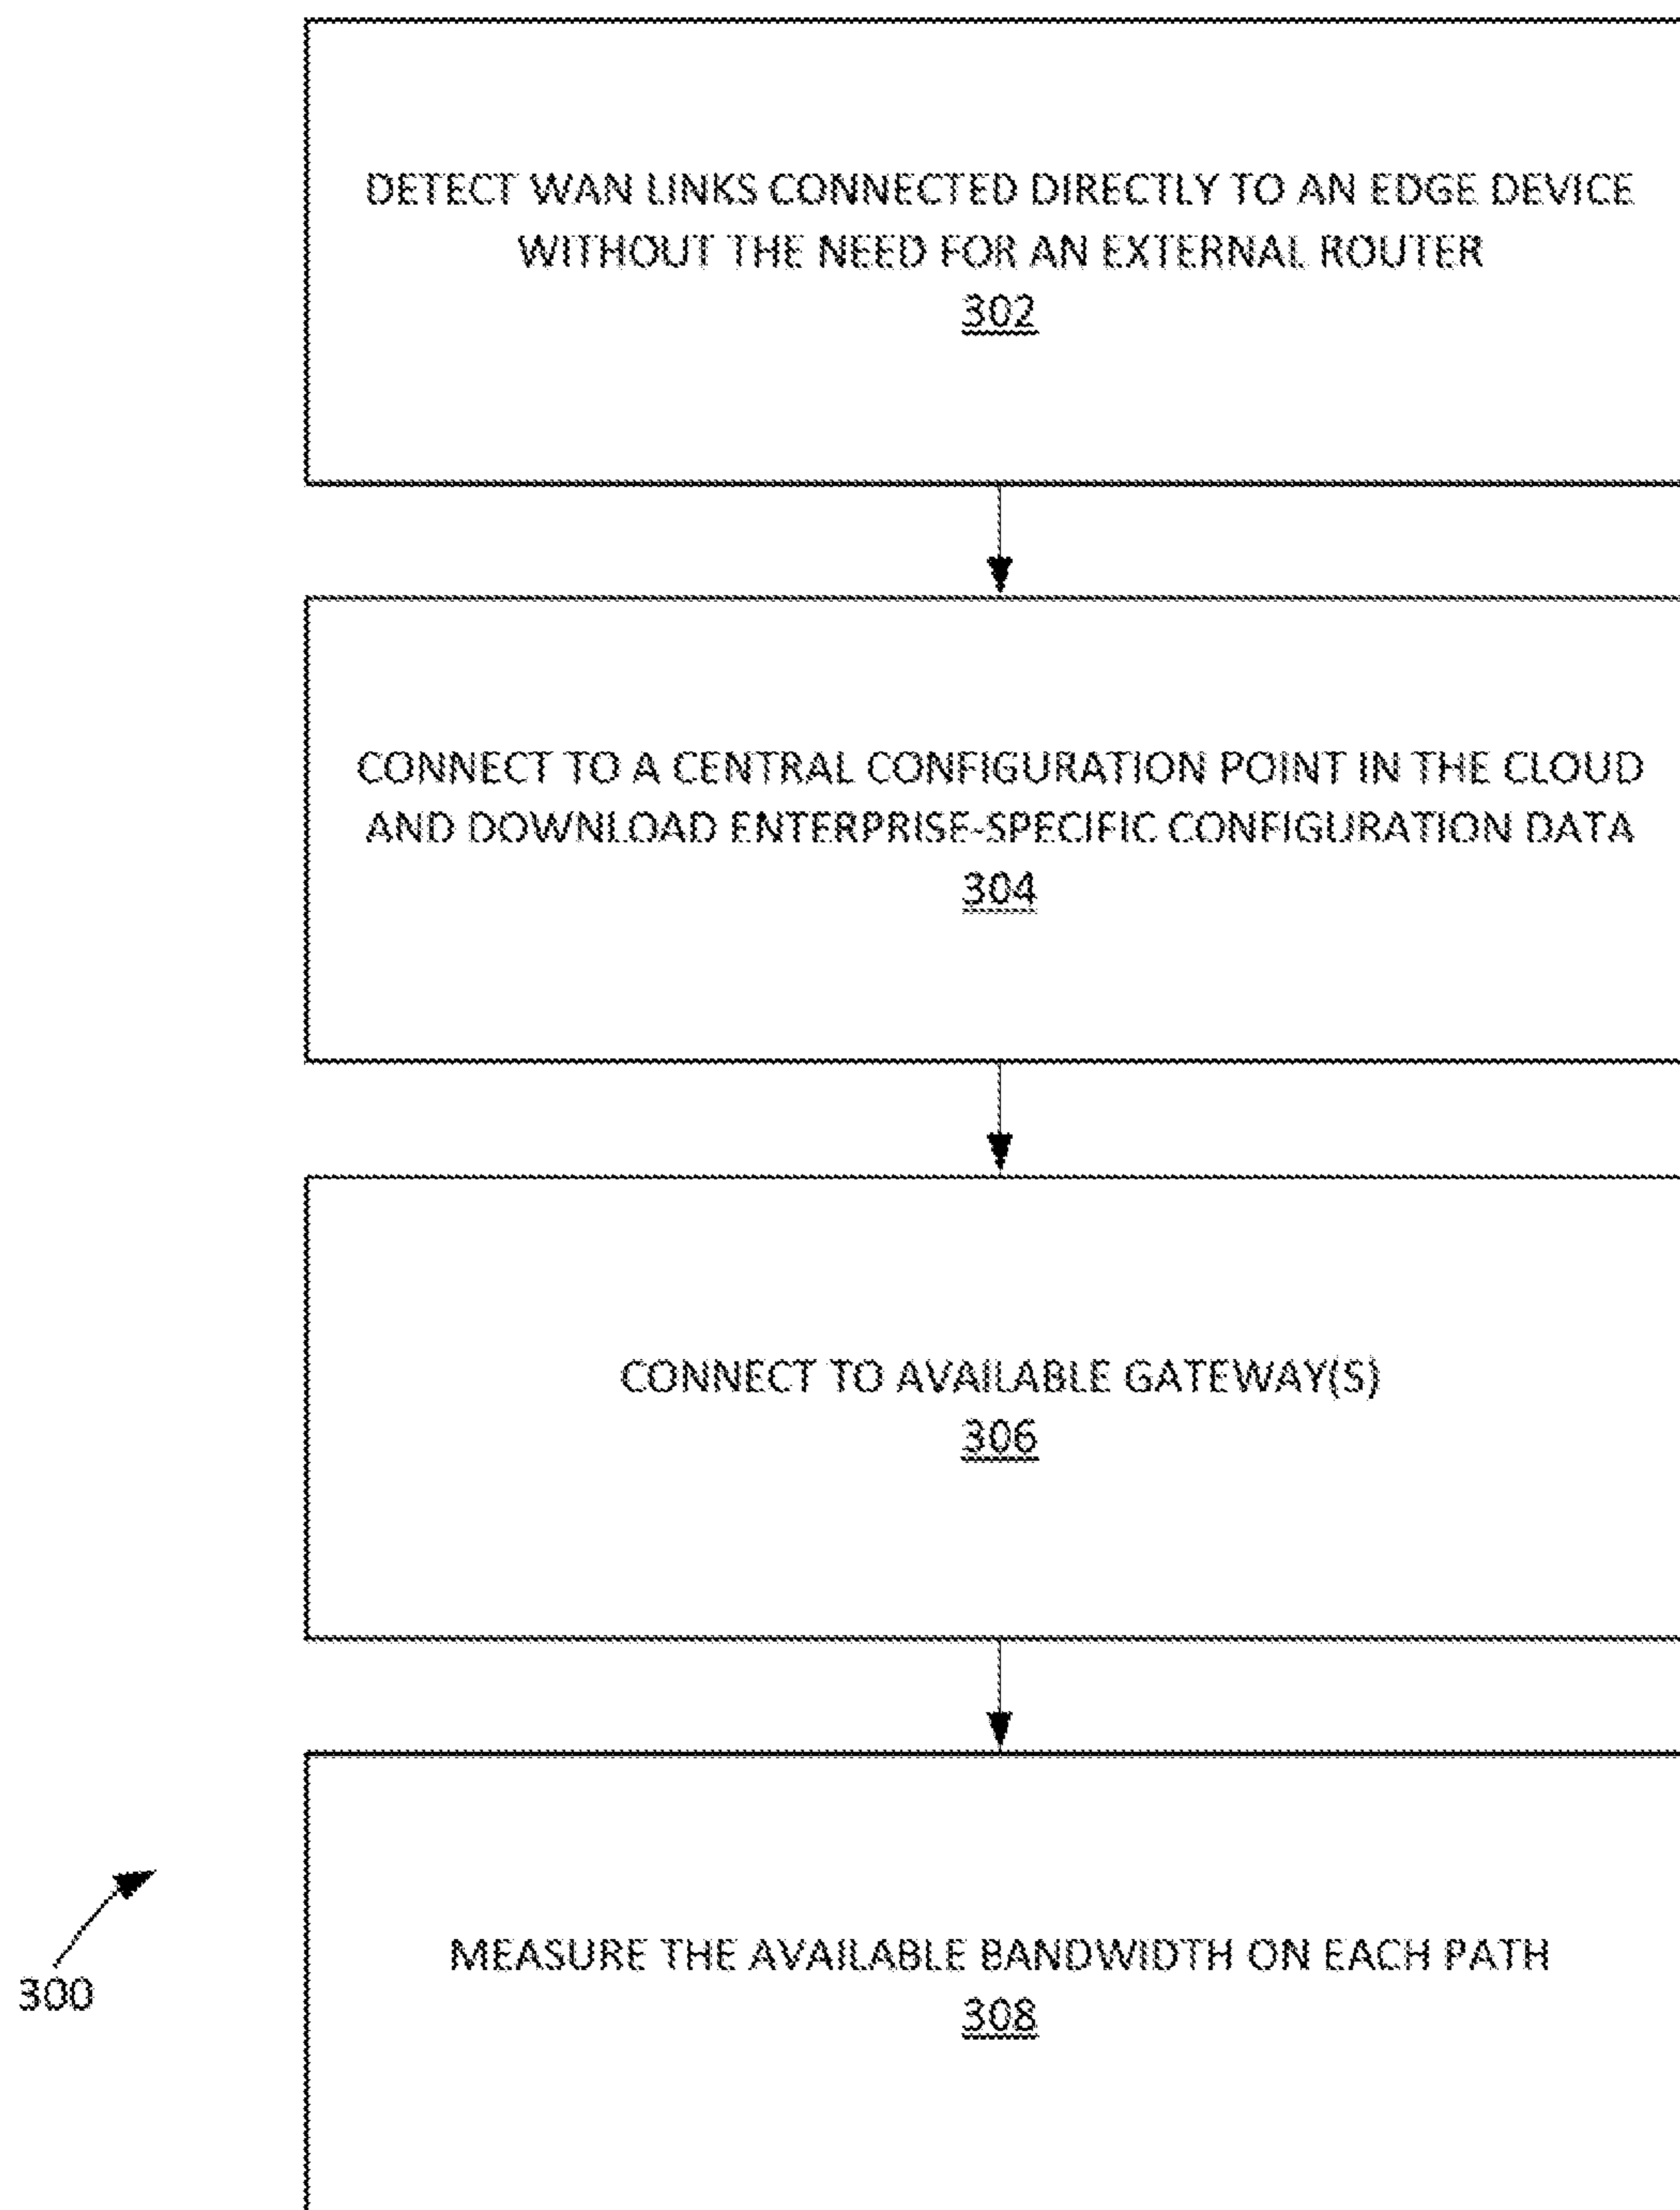 DETECT WAN LINKS CONNECTED DIRECTLY TO AN EDGE DEVICE
WITHOUT THE NEED FOR AN EXTERNAL ROUTER
302
CONNECT TO A CENTRAL CONFIGURATION POINT IN THE CLOUD
AND DOWNLOAD ENTERPRISE-SPECIFIC CONFIGURATION DATA
304
CONNECT TO AVAILABLE GATEWAY(S)
306
MEASURE THE AVAILABLE BANDWIDTH ON EACH PATH
308
300